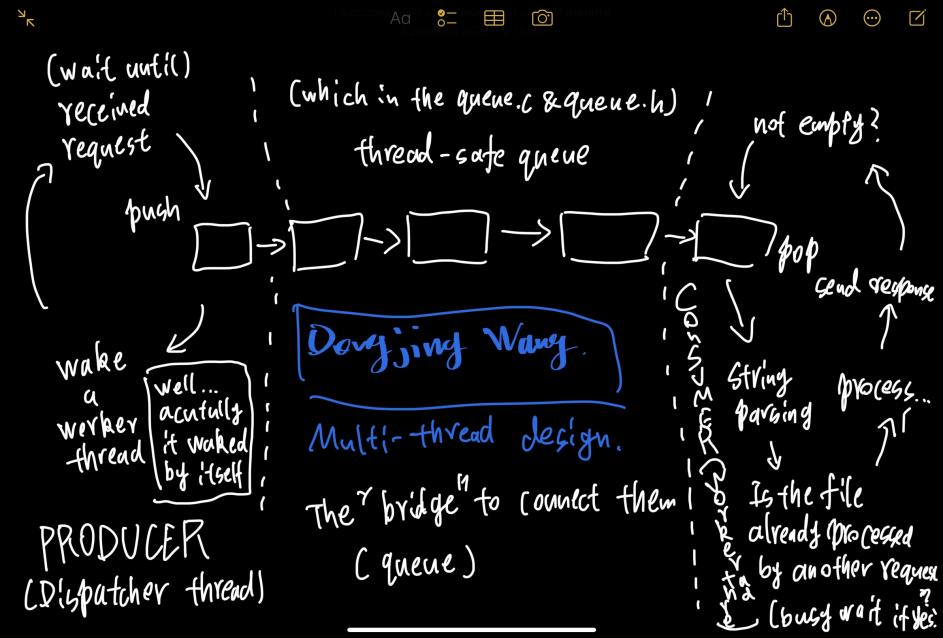 Aa
(wait until)
received
request
push
wake
a
worker
thread
well...
acutfully
it waked
by itself
PRODUCER
(Dispatcher thread)
(which in the queue.c & queue.h)
thread-safe queue
Dongjing Wang.
Multi-thread design.
The "bridge" to connect them
(queue)
CONSUMER (Worker
not empty?
pop
send response
String
parsing
process...
Is the file
already processed
by another request
?
(busy wait if yes